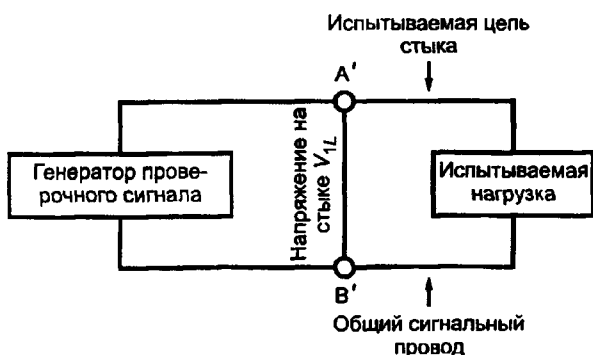 Испытываемая цепь
стыка
A'
Генератор прове-
рочного сигнала
Напряжение на
стыке V1L
Испытываемая
нагрузка
B'
Общий сигнальный
провод